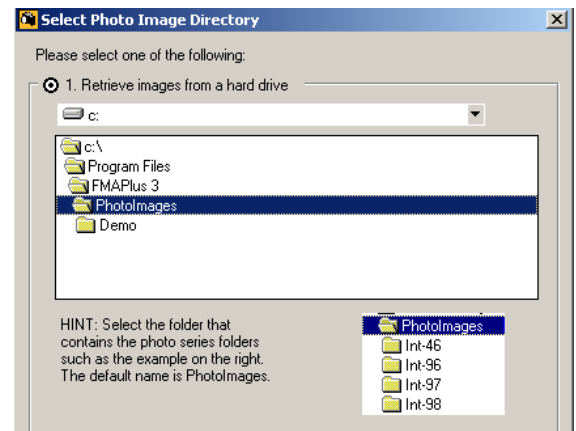 Select Photo Image Directory
Please select one of the following:
1. Retrieve images from a hard drive
c:
c:\
Program Files
FMAPlus 3
PhotoImages
Demo
HINT: Select the folder that
contains the photo series folders
such as the example on the right.
The default name is PhotoImages.
PhotoImages
Int-46
Int-96
Int-97
Int-98